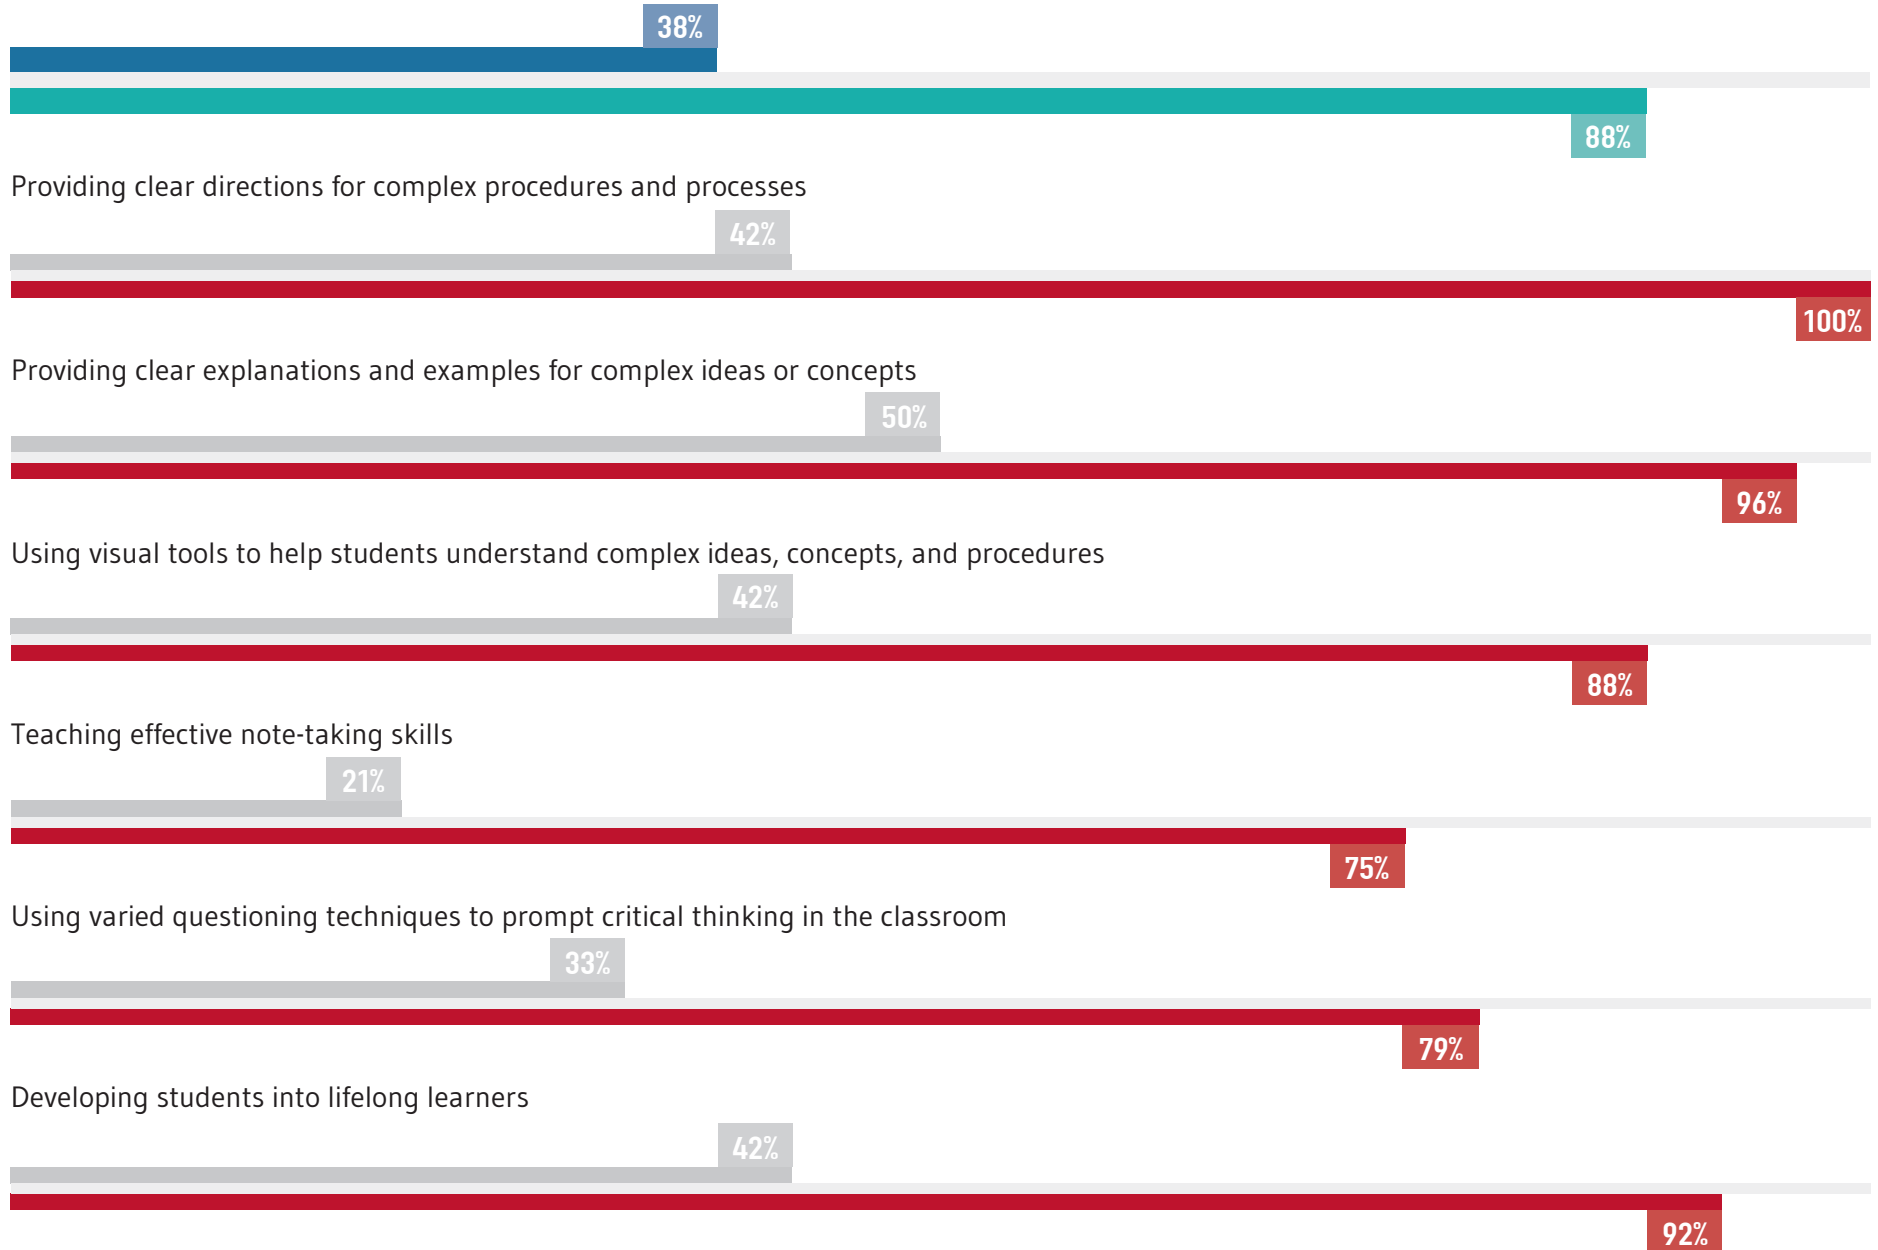 38%
88%
Providing clear directions for complex procedures and processes
42%
100%
Providing clear explanations and examples for complex ideas or concepts
50%
96%
Using visual tools to help students understand complex ideas, concepts, and procedures
42%
88%
Teaching effective note-taking skills
21%
75%
Using varied questioning techniques to prompt critical thinking in the classroom
33%
79%
Developing students into lifelong learners
42%
92%